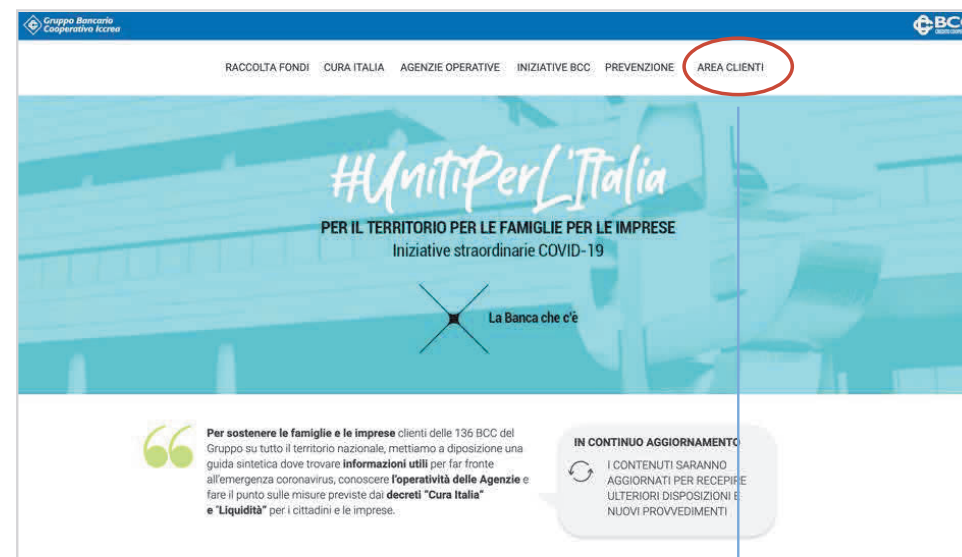 Gruppo Bancario
Cooperativo Iccrea
BCC
RACCOLTA FONDI CURA ITALIA AGENZIE OPERATIVE INIZIATIVE BCC PREVENZIONE AREA CLIENTI
#UnitiPerL'Italia
PER IL TERRITORIO PER LE FAMIGLIE PER LE IMPRESE
Iniziative straordinarie COVID-19
La Banca che c'è
Per sostenere le famiglie e le imprese clienti delle 136 BCC del
Gruppo su tutto il territorio nazionale, mettiamo a diposizione una
guida sintetica dove trovare informazioni utili per far fronte
all'emergenza coronavirus, conoscere l'operatività delle Agenzie e
fare il punto sulle misure previste dai decreti "Cura Italia"
e "Liquidità" per i cittadini e le imprese.
IN CONTINUO AGGIORNAMENTO
I CONTENUTI SARANNO
AGGIORNATI PER RECEPIRE
ULTERIORI DISPOSIZIONI E
NUOVI PROVVEDIMENTI